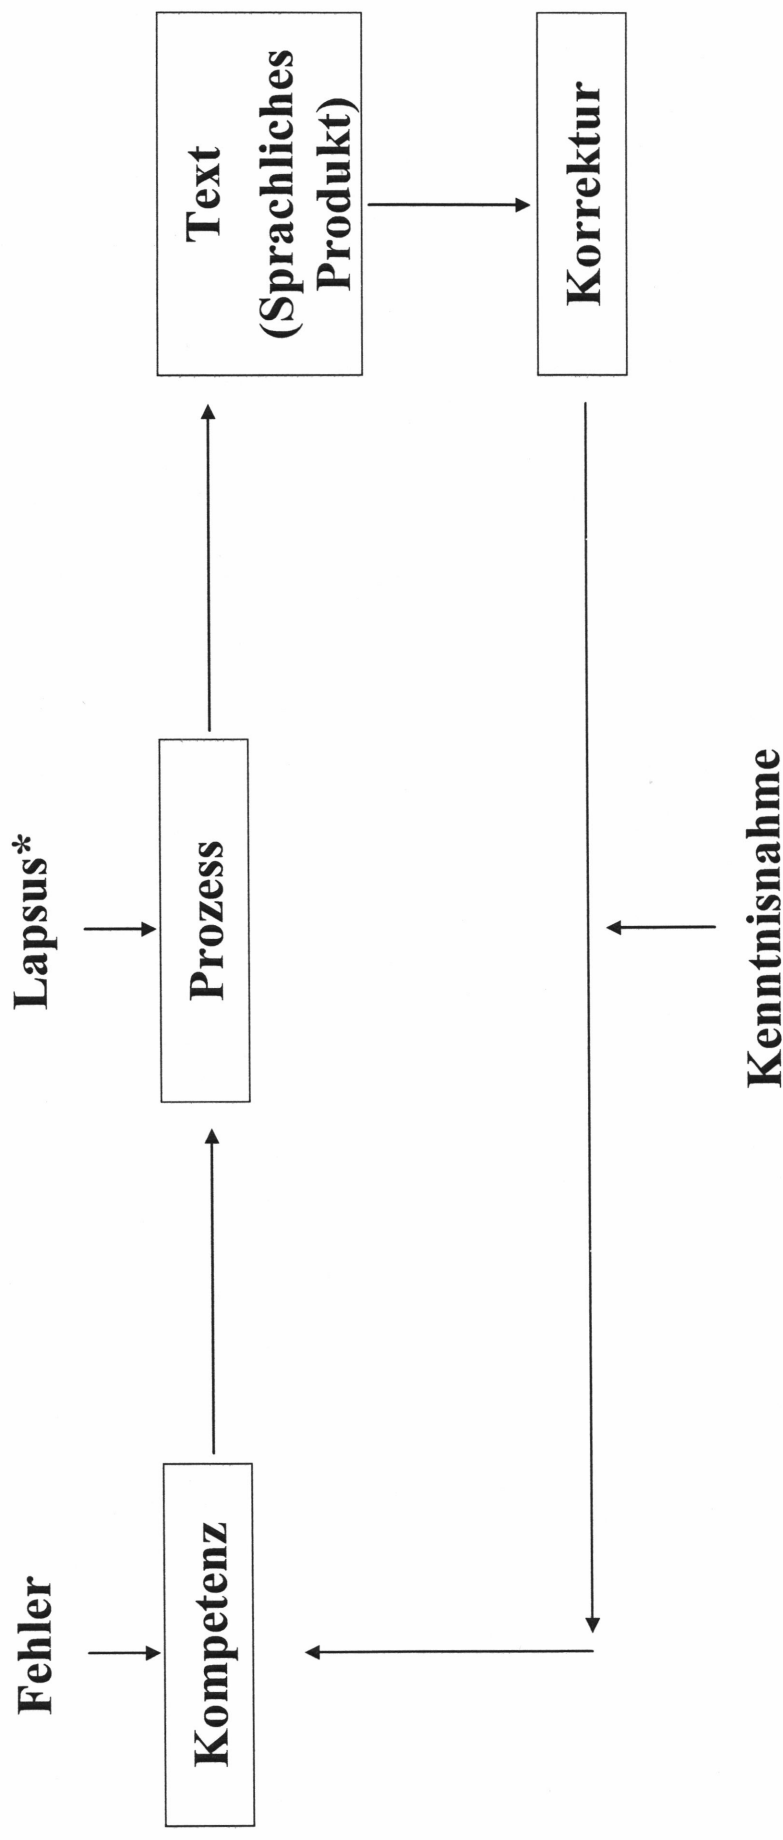 Fehler
Lapsus*
Kompetenz
Prozess
Text
(Sprachliches
Produkt)
Korrektur
Kenntnisnahme